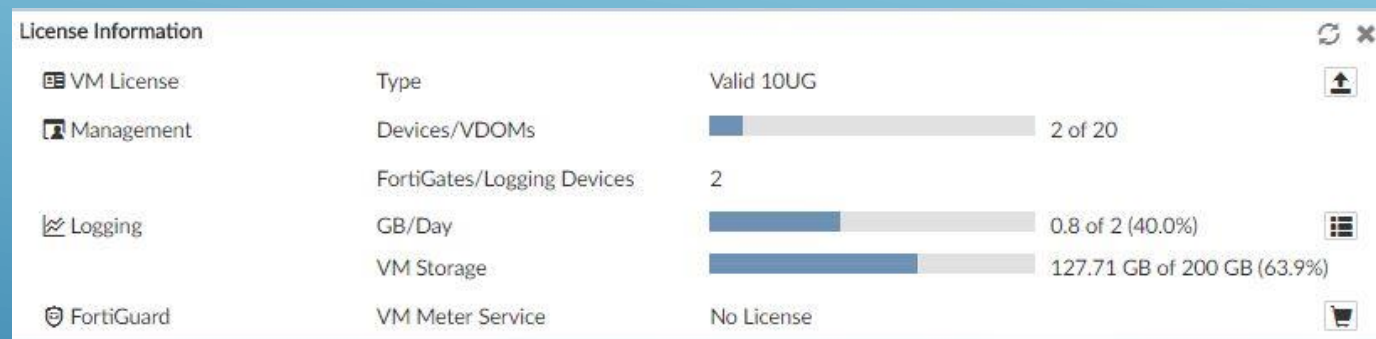 License Information
VM License Type Valid 10UG
Management Devices/VDOMs 2 of 20
FortiGates/Logging Devices 2
Logging GB/Day 0.8 of 2 (40.0%)
VM Storage 127.71 GB of 200 GB (63.9%)
FortiGuard VM Meter Service No License